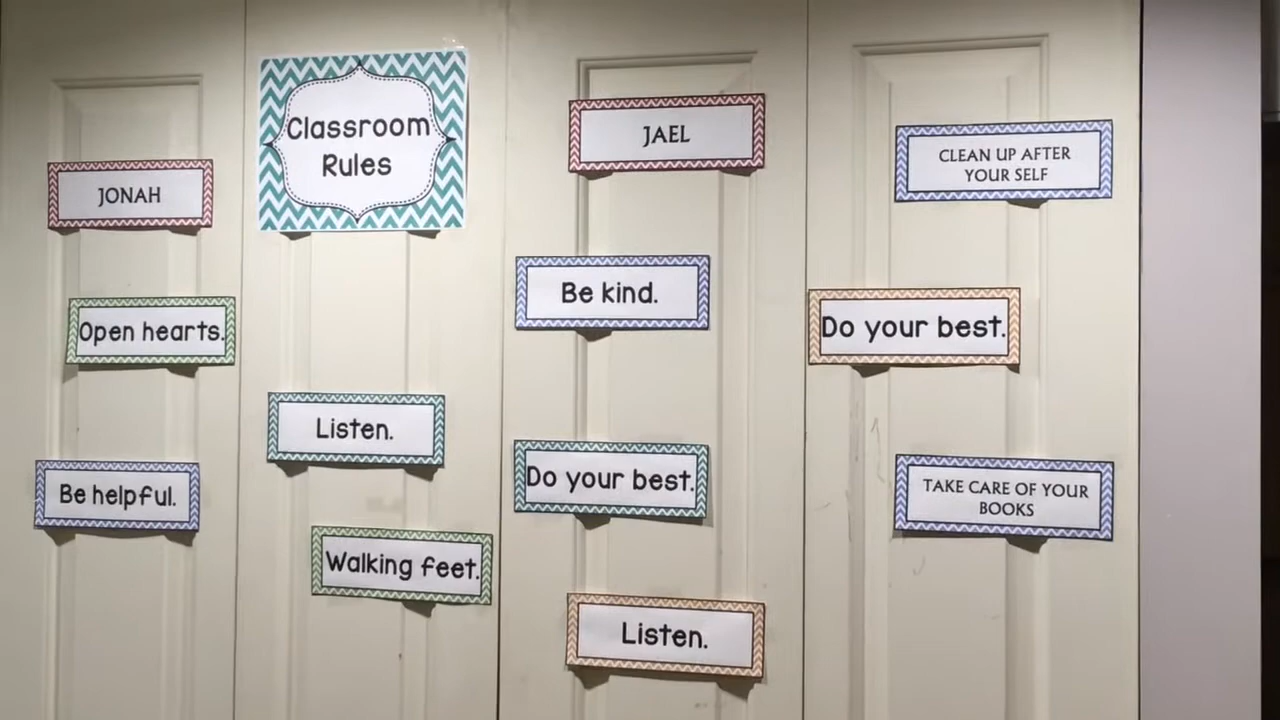 Classroom
Rules
JONAH
Open hearts.
Be helpful.
Listen.
Walking feet.
JAEL
Be kind.
Do your best.
Listen.
CLEAN UP AFTER
YOUR SELF
Do your best.
TAKE CARE OF YOUR
BOOKS